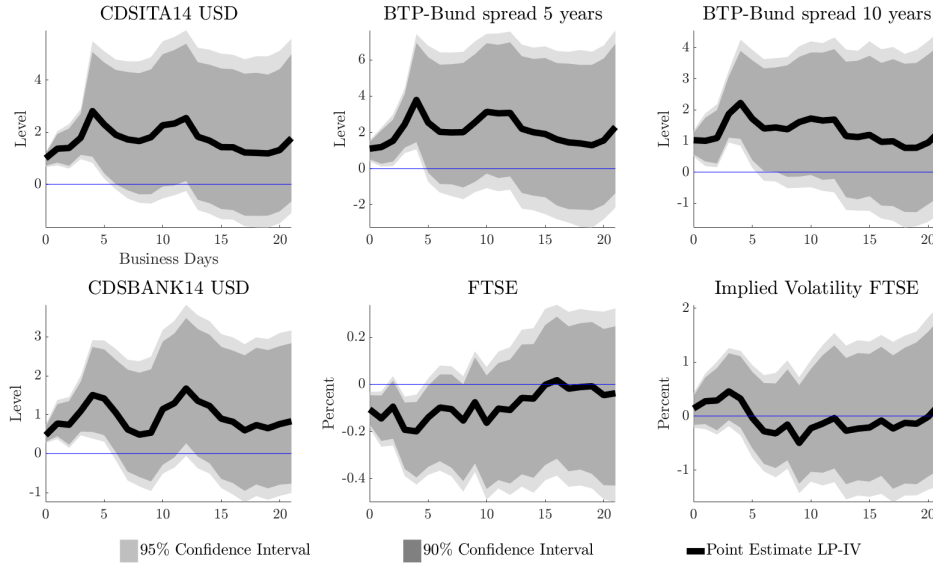 CDSITA14 USD
BTP-Bund spread 5 years
BTP-Bund spread 10 years
Level
4
2
0
0 5 10 15 20
Business Days
Level
6
4
2
0
-2
0 5 10 15 20
Level
4
3
2
1
0
-1
0 5 10 15 20
CDSBANK14 USD
FTSE
Implied Volatility FTSE
Level
3
2
1
0
-1
0 5 10 15 20
Percent
0.2
0
-0.2
-0.4
0 5 10 15 20
Percent
2
1
0
-1
0 5 10 15 20
95% Confidence Interval
90% Confidence Interval
Point Estimate LP-IV